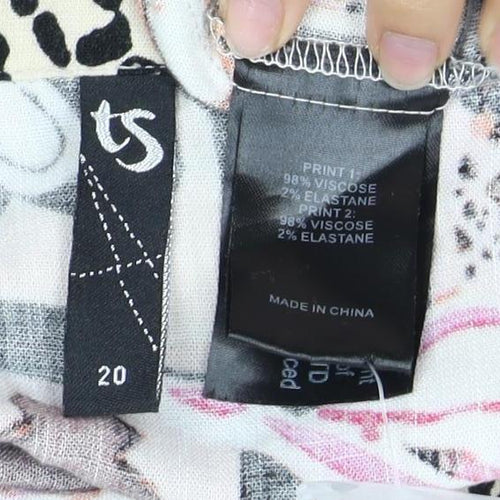 ts
20
PRINT 1:
98% VISCOSE
2% ELASTANE
PRINT 2:
98% VISCOSE
2% ELASTANE
MADE IN CHINA